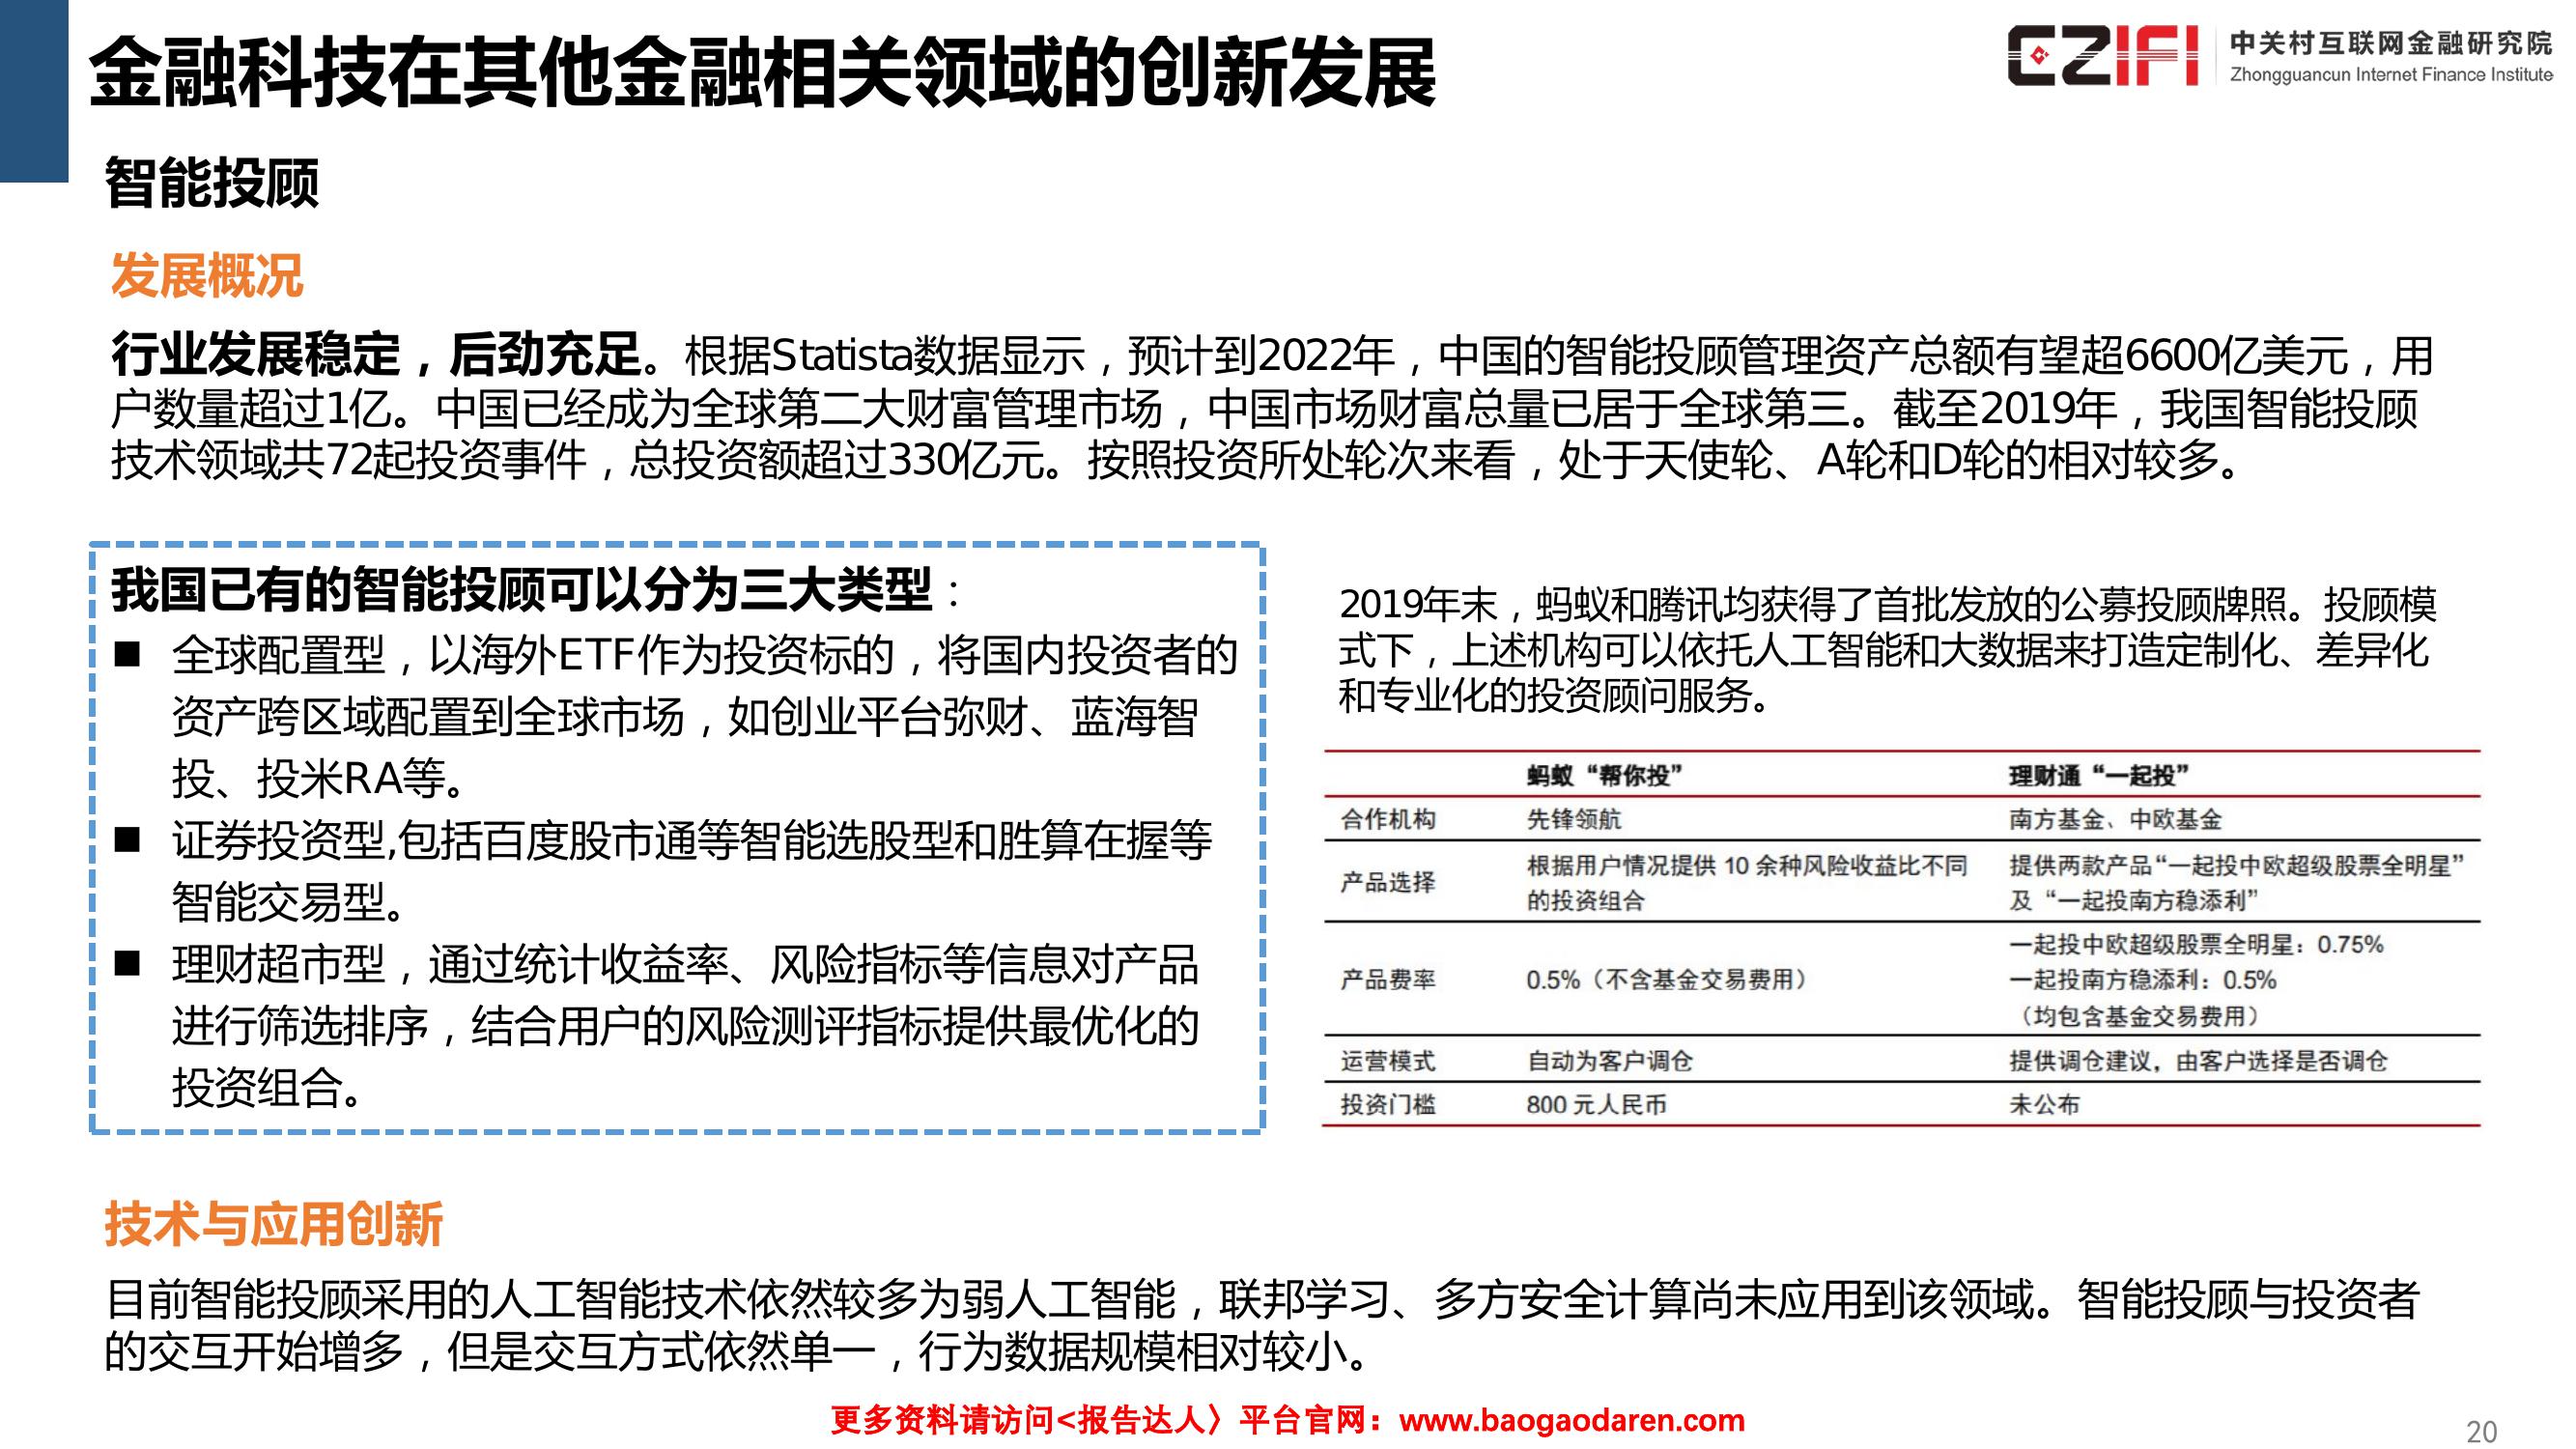 金融科技在其他金融相关领域的创新发展
CZIFI
中关村互联网金融研究院
Zhongguancun Internet Finance Institute
智能投顾
发展概况
行业发展稳定，后劲充足。根据Statista数据显示，预计到2022年，中国的智能投顾管理资产总额有望超6600亿美元，用
户数量超过1亿。中国已经成为全球第二大财富管理市场，中国市场财富总量已居于全球第三。截至2019年，我国智能投顾
技术领域共72起投资事件，总投资额超过330亿元。按照投资所处轮次来看，处于天使轮、A轮和D轮的相对较多。
我国已有的智能投顾可以分为三大类型：
■ 全球配置型，以海外ETF作为投资标的，将国内投资者的
资产跨区域配置到全球市场，如创业平台弥财、蓝海智
投、投米RA等。
■ 证券投资型,包括百度股市通等智能选股型和胜算在握等
智能交易型。
■ 理财超市型，通过统计收益率、风险指标等信息对产品
进行筛选排序，结合用户的风险测评指标提供最优化的
投资组合。
2019年末，蚂蚁和腾讯均获得了首批发放的公募投顾牌照。投顾模
式下，上述机构可以依托人工智能和大数据来打造定制化、差异化
和专业化的投资顾问服务。
蚂蚁“帮你投” 理财通“一起投”
合作机构 先锋领航 南方基金、中欧基金
产品选择 根据用户情况提供 10 余种风险收益比不同 提供两款产品“一起投中欧超级股票全明星”
的投资组合 及“一起投南方稳添利”
一起投中欧超级股票全明星：0.75%
产品费率 0.5%（不含基金交易费用） 一起投南方稳添利：0.5%
（均包含基金交易费用）
运营模式 自动为客户调仓 提供调仓建议，由客户选择是否调仓
投资门槛 800 元人民币 未公布
技术与应用创新
目前智能投顾采用的人工智能技术依然较多为弱人工智能，联邦学习、多方安全计算尚未应用到该领域。智能投顾与投资者
的交互开始增多，但是交互方式依然单一，行为数据规模相对较小。
更多资料请访问<报告达人〉平台官网：www.baogaodaren.com
20